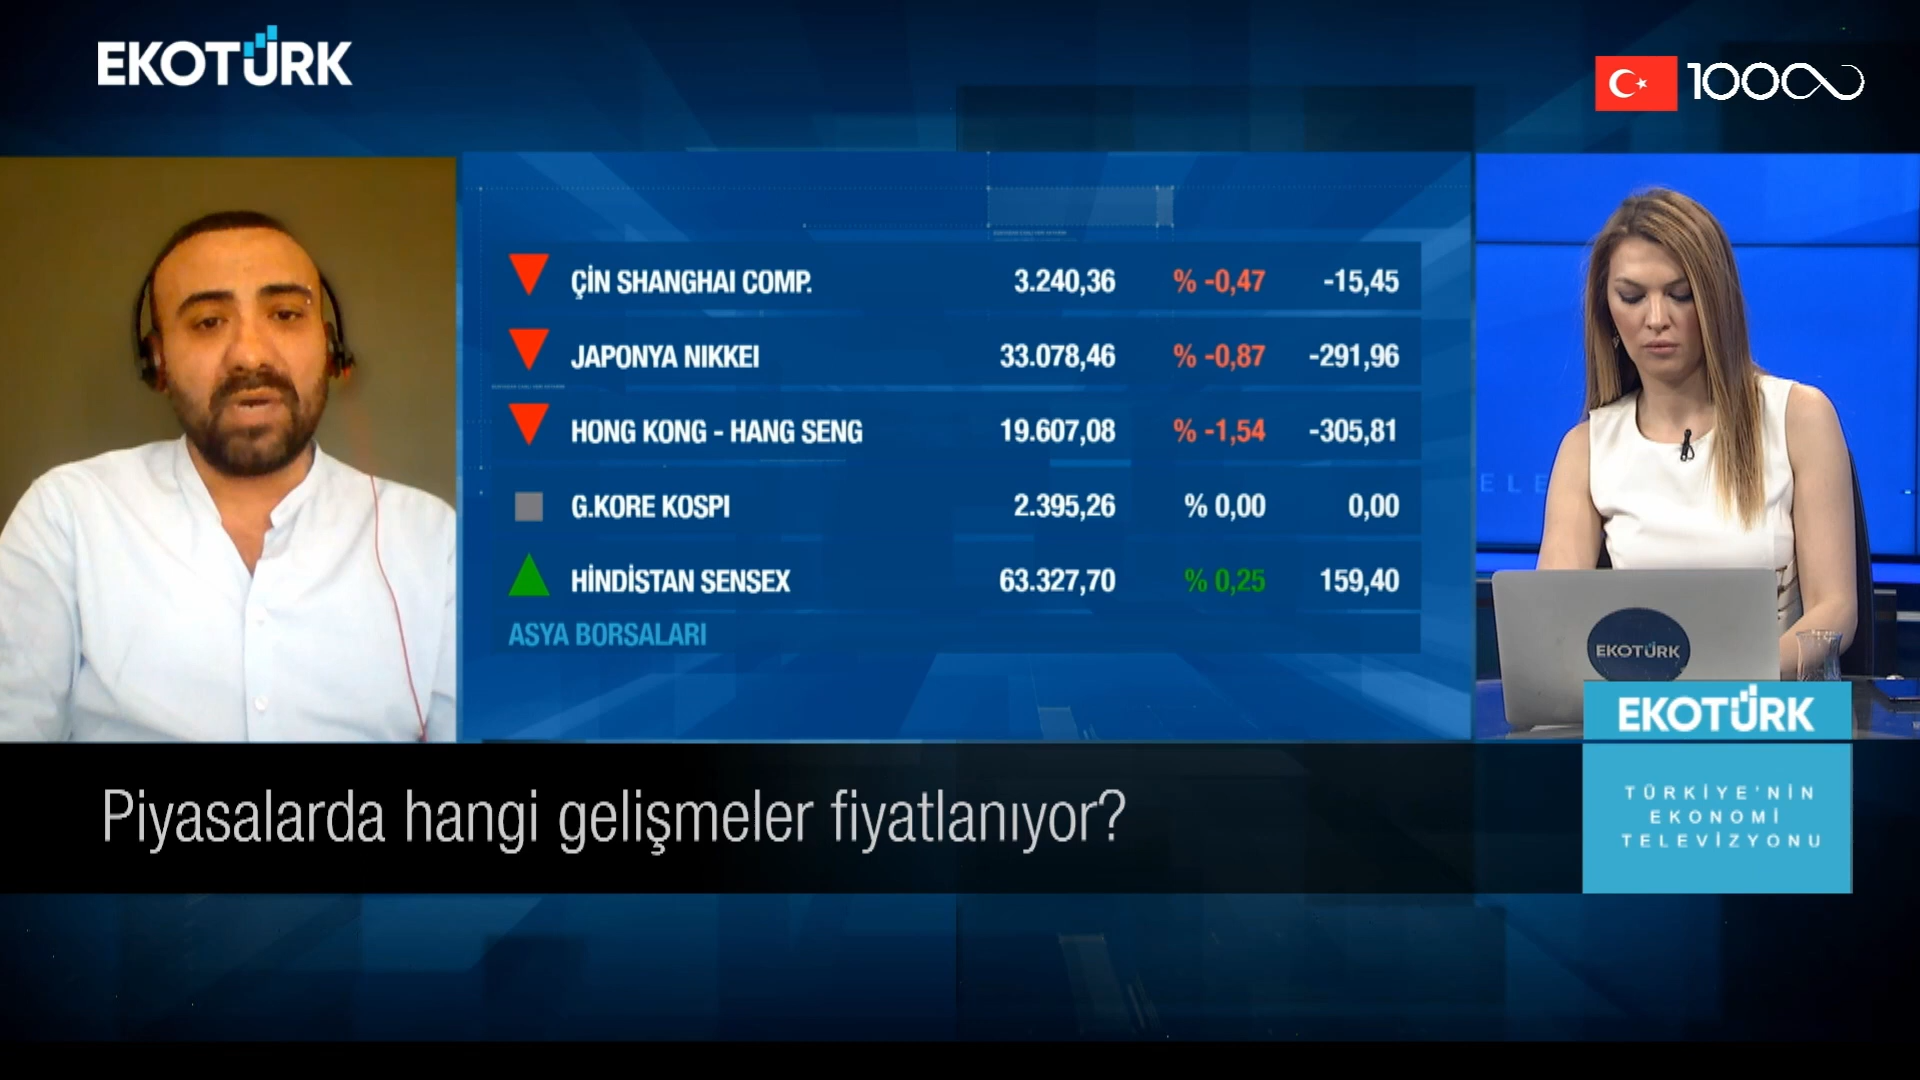 EKOTÜRK
100
ÇİN SHANGHAI COMP. 3.240,36 % -0,47 -15,45
JAPONYA NIKKEI 33.078,46 % -0,87 -291,96
HONG KONG - HANG SENG 19.607,08 % -1,54 -305,81
G.KORE KOSPI 2.395,26 % 0,00 0,00
HİNDİSTAN SENSEX 63.327,70 % 0,25 159,40
ASYA BORSALARI
ELE
EKOTÜRK
EKOTÜRK
Piyasalarda hangi gelişmeler fiyatlanıyor?
TÜRKİYE'NİN
EKONOMİ
TELEVİZYONU